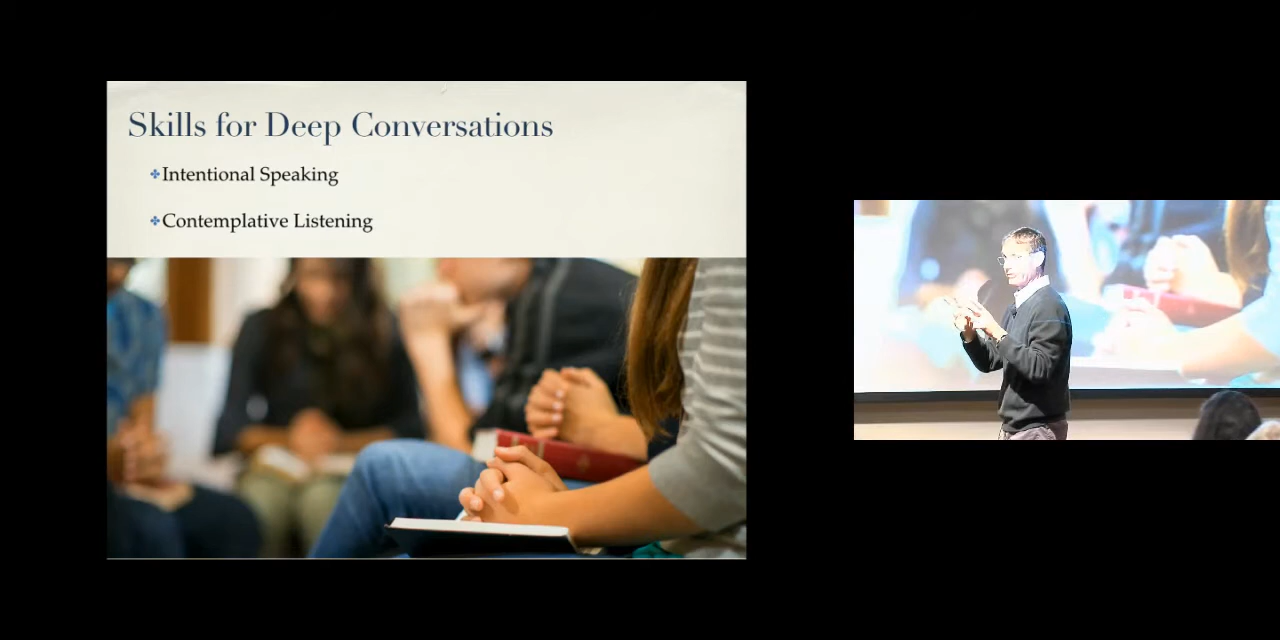 Skills for Deep Conversations
✤Intentional Speaking
✤Contemplative Listening